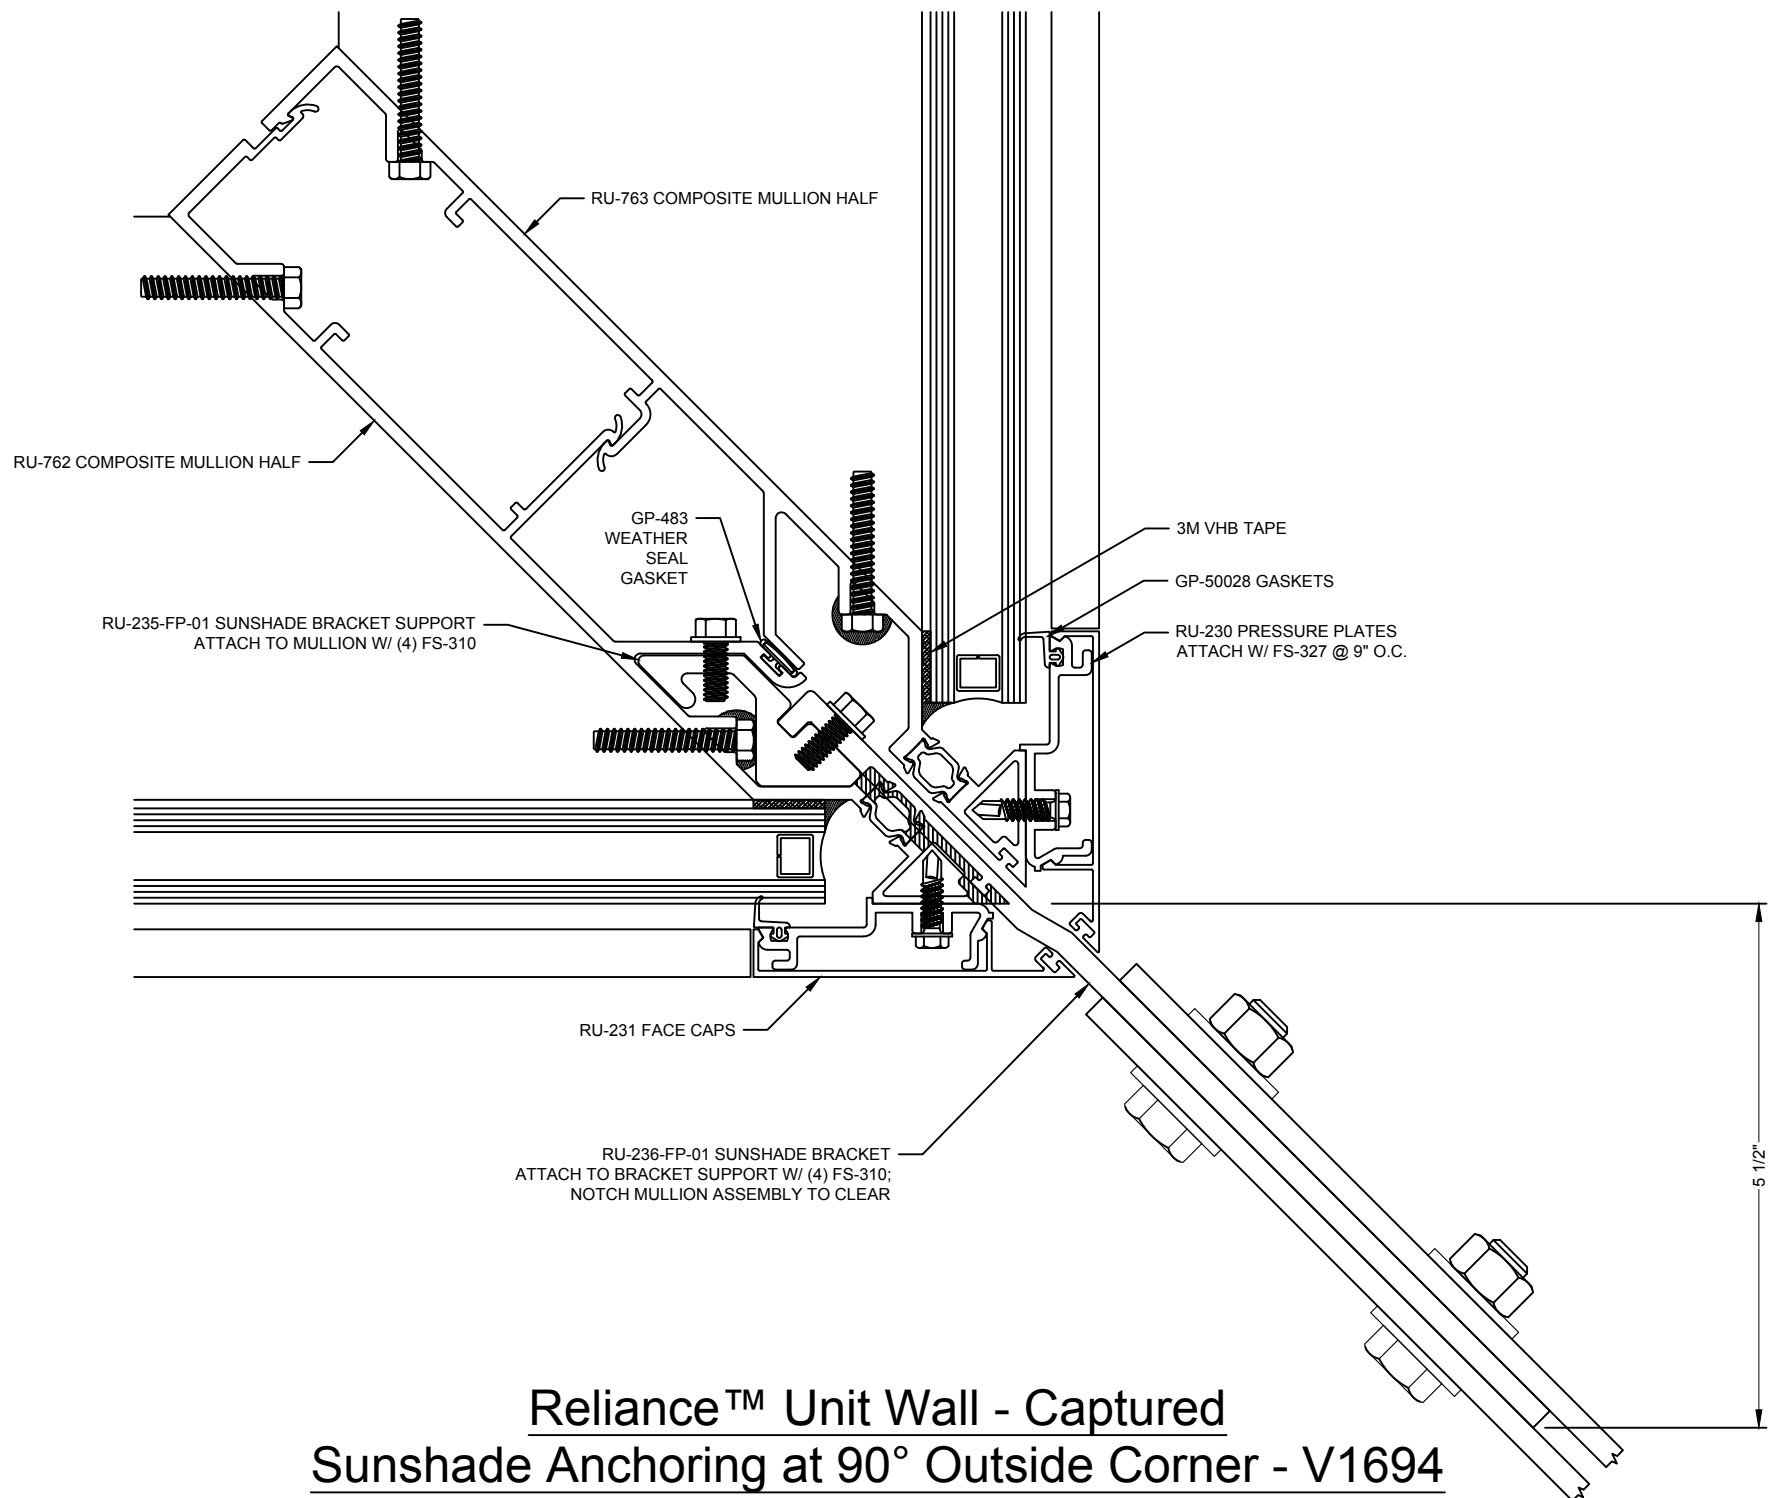 RU-763 COMPOSITE MULLION HALF
RU-762 COMPOSITE MULLION HALF
GP-483
WEATHER
SEAL
GASKET
3M VHB TAPE
GP-50028 GASKETS
RU-235-FP-01 SUNSHADE BRACKET SUPPORT
ATTACH TO MULLION W/ (4) FS-310
RU-230 PRESSURE PLATES
ATTACH W/ FS-327 @ 9" O.C.
RU-231 FACE CAPS
RU-236-FP-01 SUNSHADE BRACKET
ATTACH TO BRACKET SUPPORT W/ (4) FS-310;
NOTCH MULLION ASSEMBLY TO CLEAR
5 1/2"
Reliance™ Unit Wall - Captured
Sunshade Anchoring at 90° Outside Corner - V1694